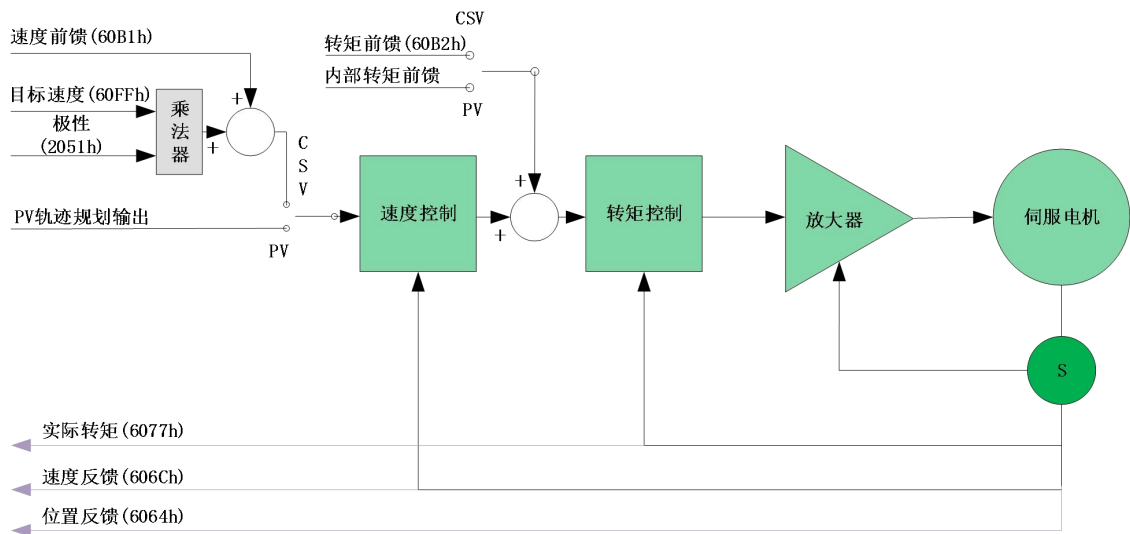 CSV
速度前馈(60B1h)
转矩前馈(60B2h)
内部转矩前馈
PV
目标速度(60FFh)
极性
(2051h)
乘法器
+
+
CSV
PV轨迹规划输出
PV
速度控制
+
+
转矩控制
放大器
伺服电机
S
实际转矩(6077h)
速度反馈(606Ch)
位置反馈(6064h)